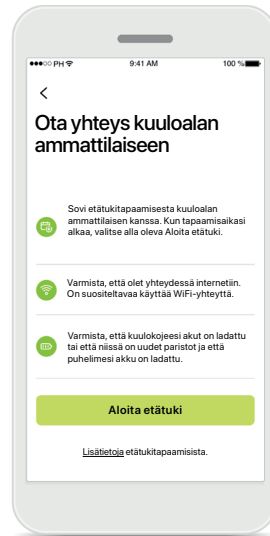 PH 9:41 AM 100 %
Ota yhteys kuuloalan
ammattilaiseen
Sovi etätukitapaamisesta kuuloalan
ammattilaisen kanssa. Kun tapaamisaikasi
alkaa, valitse alla oleva Aloita etätuki.
Varmista, että olet yhteydessä internetiin.
On suositeltavaa käyttää WiFi-yhteyttä.
Varmista, että kuulokojeesi akut on ladattu
tai että niissä on uudet paristot ja että
puhelimesi akku on ladattu.
Aloita etätuki
Lisätietoja etätukitapaamisista.